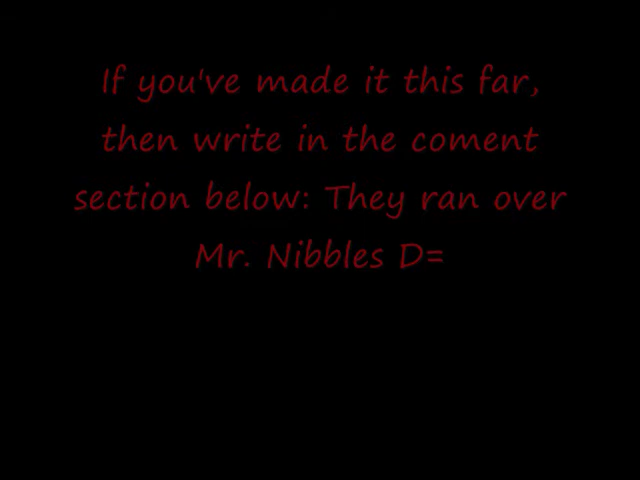 If you've made it this far,
then write in the coment
section below: They ran over
Mr. Nibbles D=